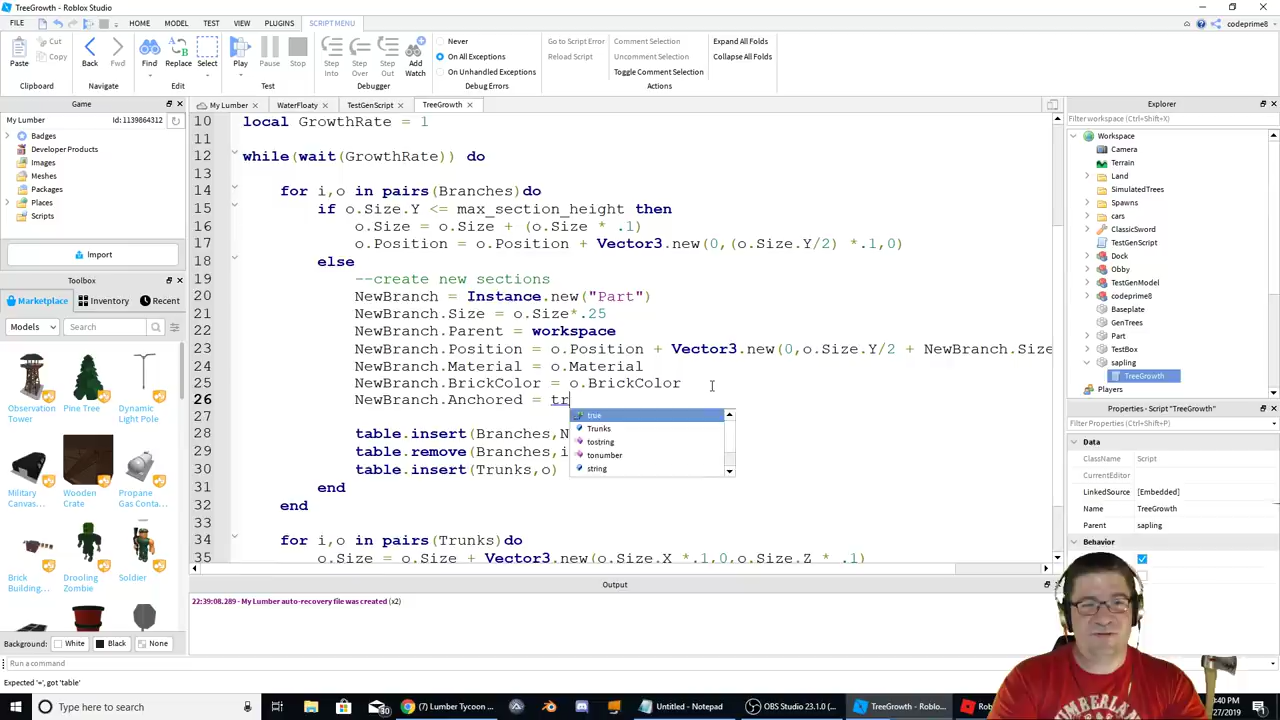 TreeGrowth - Roblox Studio
FILE
HOME
MODEL
TEST
VIEW
PLUGINS
SCRIPT MENU
codeprime8
Paste
Cut
Copy
Clipboard
Back
Fwd
Navigate
Find
Replace
Select
Edit
Play
Pause
Stop
Test
Step Into
Step Over
Step Out
Add Watch
Debugger
Never
On All Exceptions
On Unhandled Exceptions
Debug Errors
Go to Script Error
Reload Script
Comment Selection
Uncomment Selection
Toggle Comment Selection
Actions
Expand All Folds
Collapse All Folds
Game
My Lumber
Id: 1139864312
Badges
Developer Products
Images
Meshes
Packages
Places
Scripts
Import
Toolbox
Marketplace
Inventory
Recent
Models
Search
Observation Tower
Pine Tree
Dynamic Light Pole
Military Canvas...
Wooden Crate
Propane Gas Conta...
Brick Building,...
Drooling Zombie
Soldier
Background:
White
Black
None
My Lumber
WaterFloaty
TestGenScript
TreeGrowth
10 local GrowthRate = 1
11
12 while(wait(GrowthRate)) do
13
14 for i,o in pairs(Branches)do
15 if o.Size.Y <= max_section_height then
16 o.Size = o.Size + (o.Size * .1)
17 o.Position = o.Position + Vector3.new(0,(o.Size.Y/2) *.1,0)
18 else
19 --create new sections
20 NewBranch = Instance.new("Part")
21 NewBranch.Size = o.Size*.25
22 NewBranch.Parent = workspace
23 NewBranch.Position = o.Position + Vector3.new(0,o.Size.Y/2 + NewBranch.Size
24 NewBranch.Material = o.Material
25 NewBranch.BrickColor = o.BrickColor
26 NewBranch.Anchored = tr
true
Trunks
tostring
tonumber
string
27
28 table.insert(Branches,N
29 table.remove(Branches,i
30 table.insert(Trunks,o)
31 end
32 end
33
34 for i,o in pairs(Trunks)do
35 o.Size = o.Size + Vector3.new(o.Size.X *.1,0,o.Size.Z * .1)
Output
22:39:08.289 - My Lumber auto-recovery file was created (x2)
Explorer
Filter workspace (Ctrl+Shift+X)
Workspace
Camera
Terrain
Land
SimulatedTrees
Spawns
cars
ClassicSword
TestGenScript
Dock
Obby
TestGenModel
codeprime8
Baseplate
GenTrees
Part
TestBox
sapling
TreeGrowth
Players
Properties - Script "TreeGrowth"
Filter Properties (Ctrl+Shift+P)
Data
ClassName Script
CurrentEditor
LinkedSource [Embedded]
Name TreeGrowth
Parent sapling
Behavior
Run a command
Expected '=', got 'table'
Type here to search
30
(7) Lumber Tycoon ...
Untitled - Notepad
OBS Studio 23.1.0 (...
TreeGrowth - Roblo...